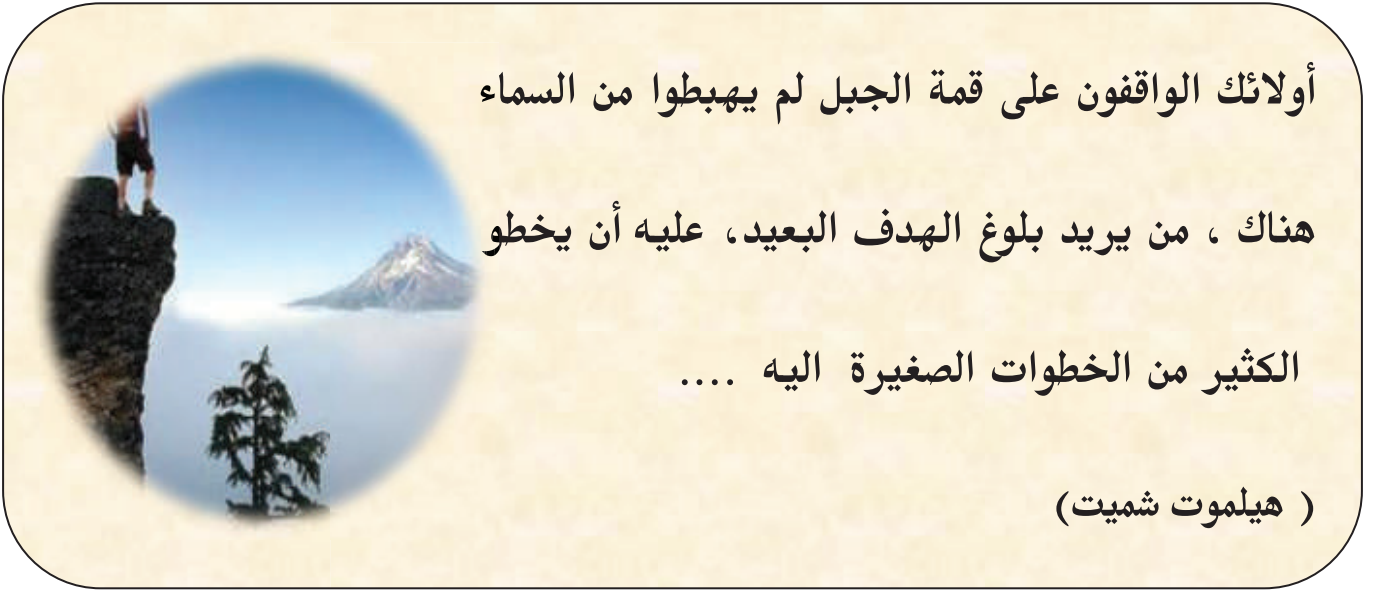 أولائك الواقفون على قمة الجبل لم يهبطوا من السماء
هناك ، من يريد بلوغ الهدف البعيد، عليه أن يخطو
الكثير من الخطوات الصغيرة اليه ....
( هيلموت شميت)